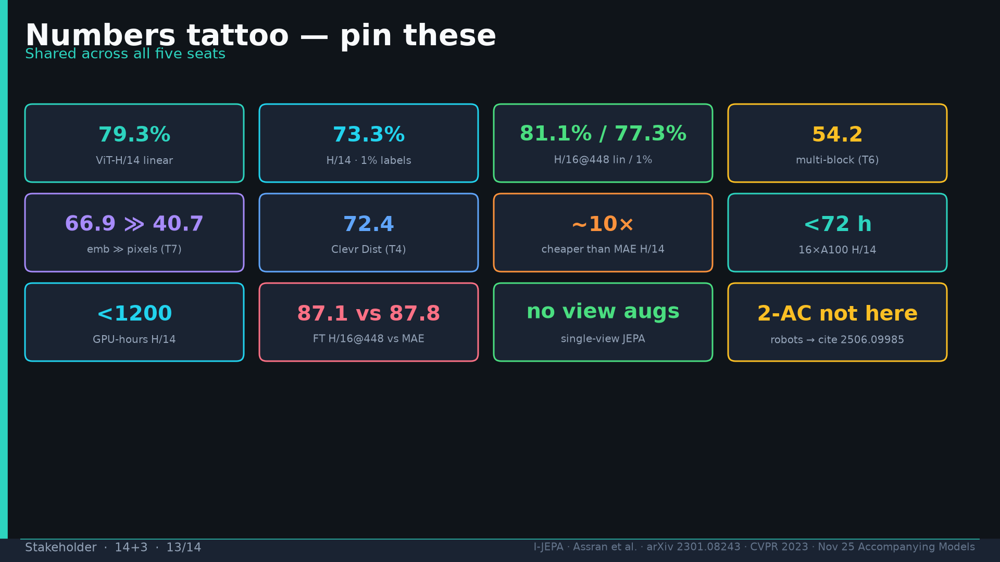 Numbers tattoo — pin these
Shared across all five seats
79.3%
ViT-H/14 linear
73.3%
H/14 · 1% labels
81.1% / 77.3%
H/16@448 lin / 1%
54.2
multi-block (T6)
66.9 ≫ 40.7
emb ≫ pixels (T7)
72.4
Clevr Dist (T4)
~10×
cheaper than MAE H/14
<72 h
16×A100 H/14
<1200
GPU-hours H/14
87.1 vs 87.8
FT H/16@448 vs MAE
no view augs
single-view JEPA
2-AC not here
robots → cite 2506.09985
Stakeholder · 14+3 · 13/14
I-JEPA · Assran et al. · arXiv 2301.08243 · CVPR 2023 · Nov 25 Accompanying Models